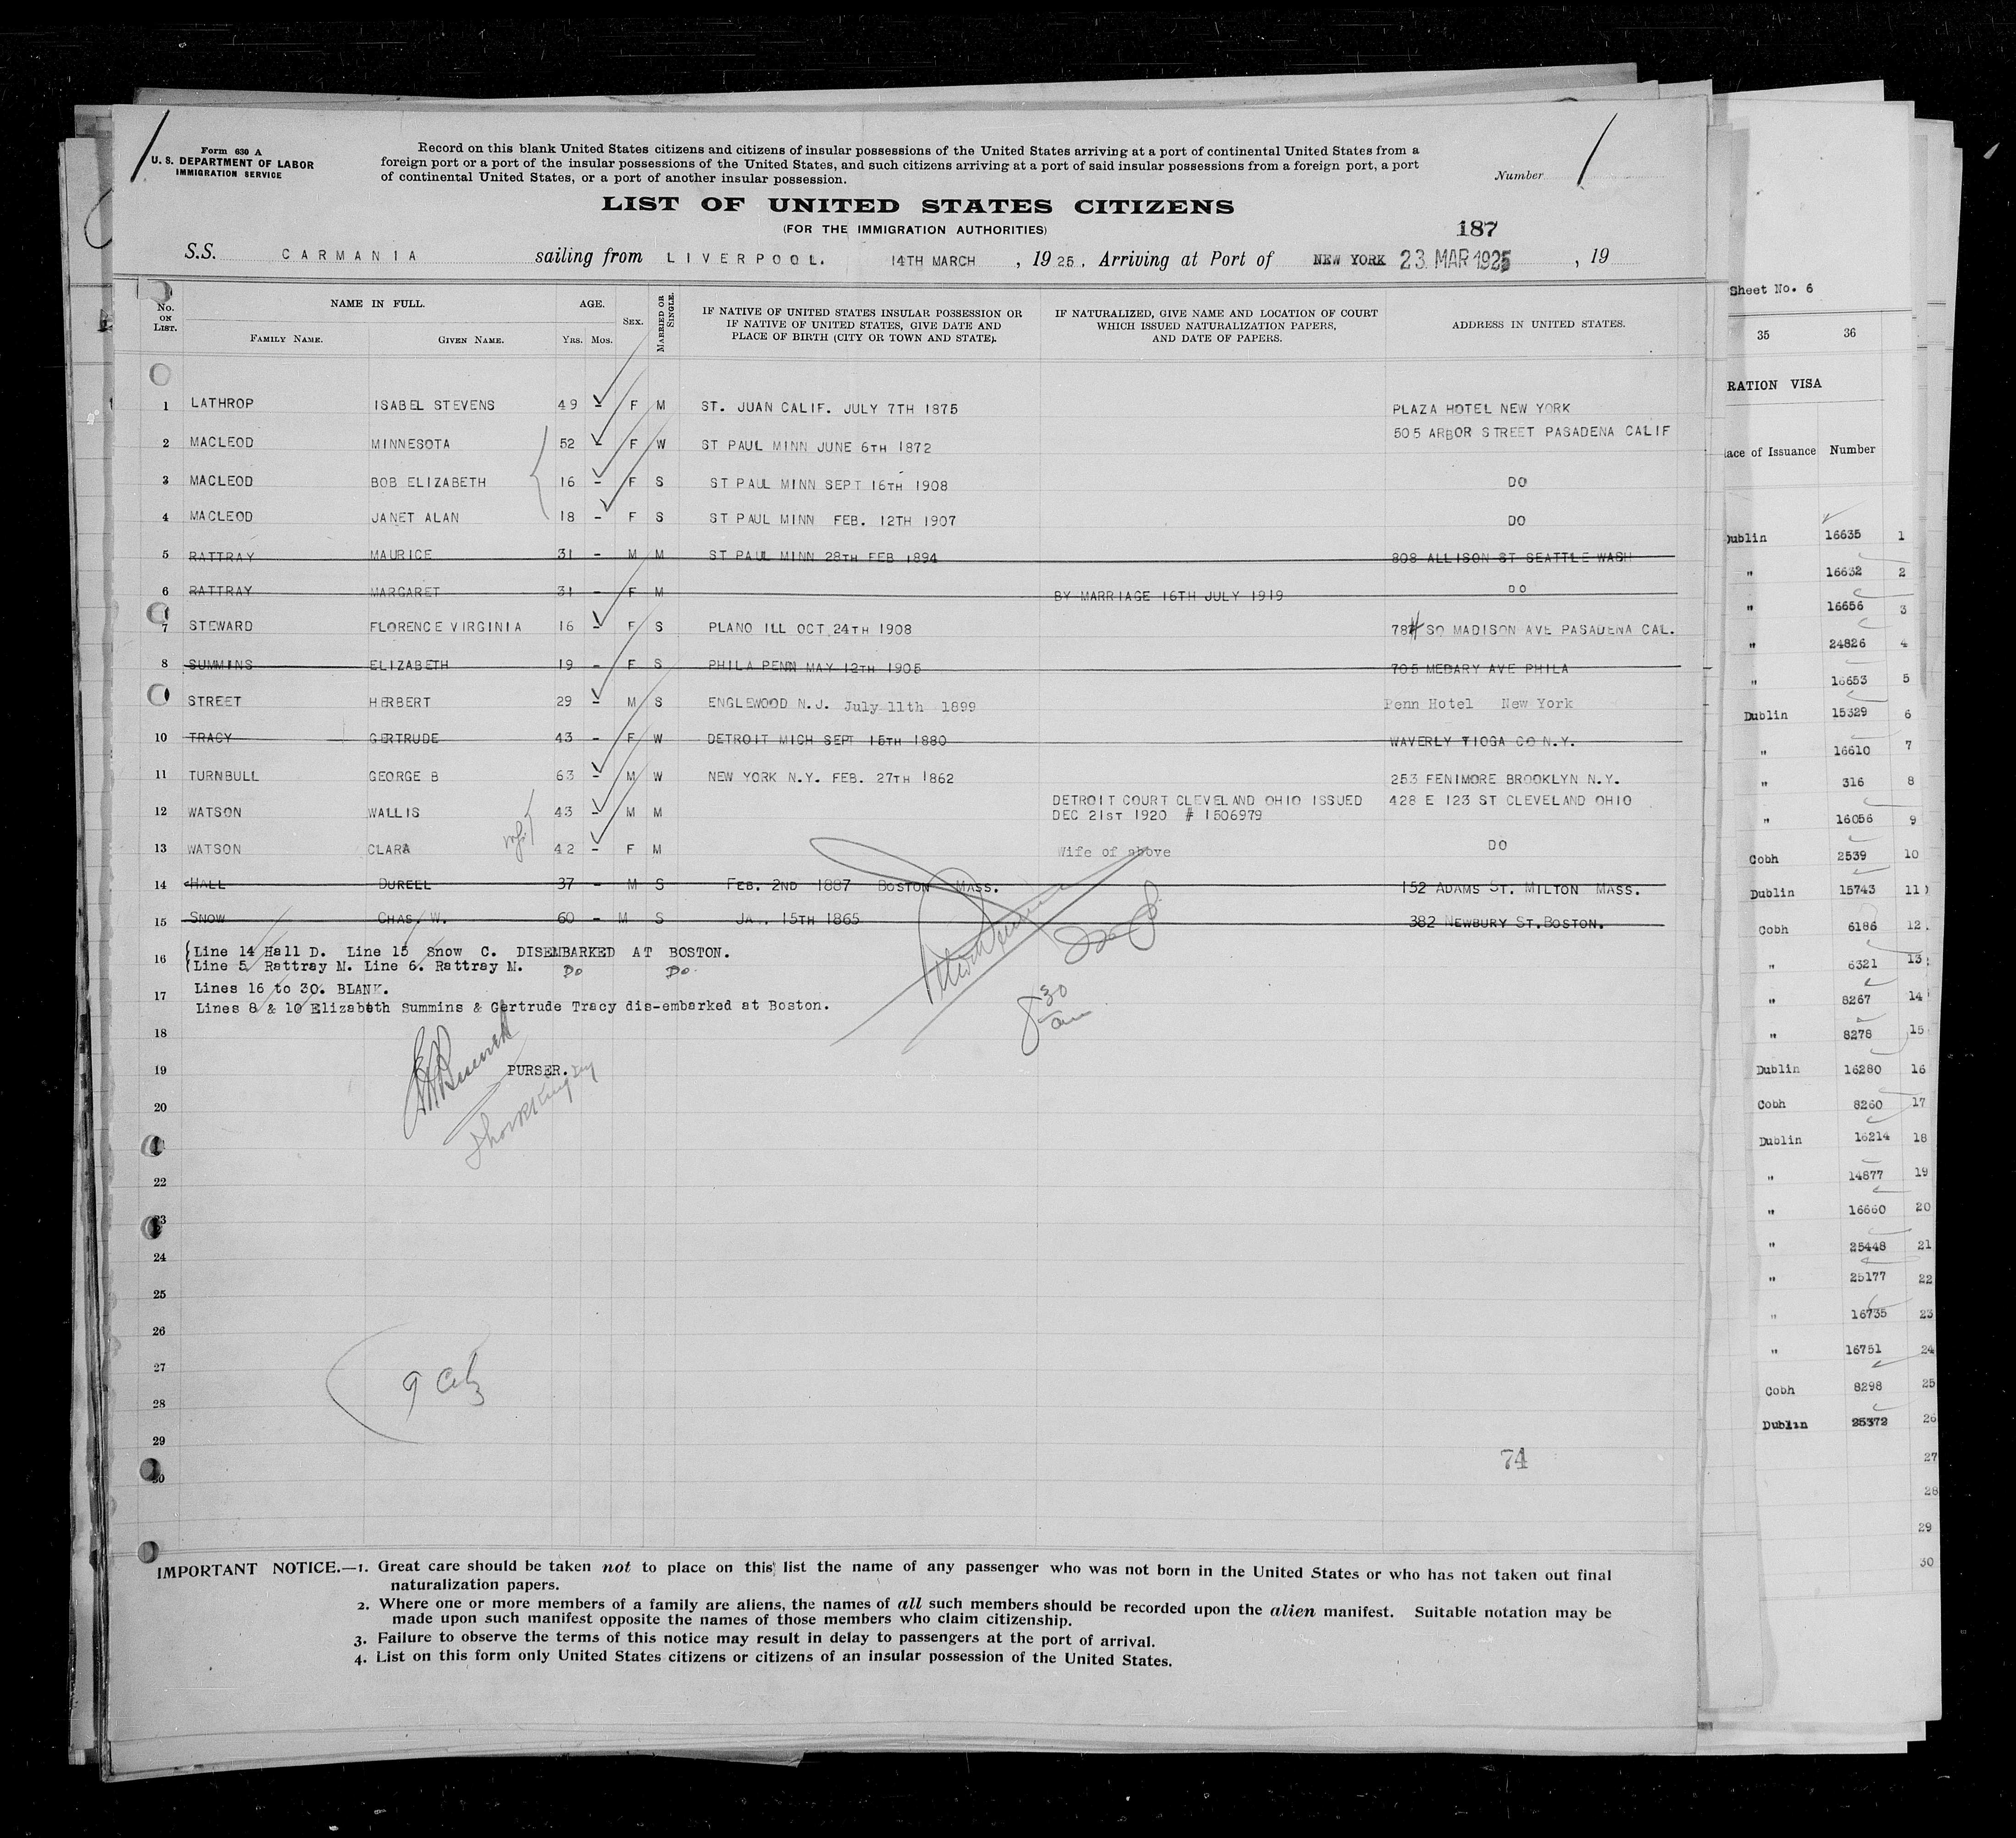 Form 630 A
U. S. DEPARTMENT OF LABOR
IMMIGRATION SERVICE
Record on this blank United States citizens and citizens of insular possessions of the United States arriving at a port of continental United States from a
foreign port or a port of the insular possessions of the United States, and such citizens arriving at a port of said insular possessions from a foreign port, a port
of continental United States, or a port of another insular possession.
Number
LIST OF UNITED STATES CITIZENS
(FOR THE IMMIGRATION AUTHORITIES)
187
S.S. CARMANIA sailing from LIVERPOOL. 14TH MARCH , 1925. Arriving at Port of NEW YORK 23 MAR 1925 , 19
No. ON LIST. NAME IN FULL. FAMILY NAME. GIVEN NAME. AGE. YRS. MOS. SEX. MARRIED OR SINGLE. IF NATIVE OF UNITED STATES INSULAR POSSESSION OR IF NATIVE OF UNITED STATES, GIVE DATE AND PLACE OF BIRTH (CITY OR TOWN AND STATE). IF NATURALIZED, GIVE NAME AND LOCATION OF COURT WHICH ISSUED NATURALIZATION PAPERS, AND DATE OF PAPERS. ADDRESS IN UNITED STATES.
1 LATHROP ISABEL STEVENS 49 - F M ST. JUAN CALIF. JULY 7TH 1875 PLAZA HOTEL NEW YORK
2 MACLEOD MINNESOTA 52 - F W ST PAUL MINN JUNE 6TH 1872 505 ARBOR STREET PASADENA CALIF
3 MACLEOD BOB ELIZABETH 16 - F S ST PAUL MINN SEPT 16TH 1908 DO
4 MACLEOD JANET ALAN 18 - F S ST PAUL MINN FEB. 12TH 1907 DO
5 RATTRAY MAURICE 31 - M M ST PAUL MINN 28TH FEB 1894 808 ALLISON ST SEATTLE WASH
6 RATTRAY MARGARET 31 - F M BY MARRIAGE 16TH JULY 1919 DO
7 STEWARD FLORENCE VIRGINIA 16 - F S PLANO ILL OCT 24TH 1908 784 SO MADISON AVE PASADENA CAL.
8 SUMMINS ELIZABETH 19 - F S PHILA PENN MAY 12TH 1905 705 MEDARY AVE PHILA
STREET HERBERT 29 - M S ENGLEWOOD N.J. July 11th 1899 Penn Hotel New York
10 TRACY GERTRUDE 43 - F W DETROIT MICH SEPT 15TH 1880 WAVERLY TIOGA CO N.Y.
11 TURNBULL GEORGE B 63 - M W NEW YORK N.Y. FEB. 27TH 1862 253 FENIMORE BROOKLYN N.Y.
12 WATSON WALLIS 43 - M M DETROIT COURT CLEVELAND OHIO ISSUED DEC 21ST 1920 # 1506979 428 E 123 ST CLEVELAND OHIO
13 WATSON CLARA 42 - F M Wife of above DO
14 HALL DURELL 37 - M S FEB. 2ND 1887 BOSTON MASS. 152 ADAMS ST. MILTON MASS.
15 SNOW CHAS. W. 60 - M S JA . 15TH 1865 382 NEWBURY ST. BOSTON.
16 Line 14 Hall D. Line 15 Snow C. DISEMBARKED AT BOSTON.
Line 5 Rattray M. Line 6. Rattray M. Do Do.
Lines 16 to 30. BLANK.
17
Lines 8 & 10 Elizabeth Summins & Gertrude Tracy dis-embarked at Boston.
8 30 am
18
19 PURSER.
20
22
24
25
26
27
9 Citz
28
29
74
30
IMPORTANT NOTICE.—1. Great care should be taken not to place on this list the name of any passenger who was not born in the United States or who has not taken out final
naturalization papers.
2. Where one or more members of a family are aliens, the names of all such members should be recorded upon the alien manifest. Suitable notation may be
made upon such manifest opposite the names of those members who claim citizenship.
3. Failure to observe the terms of this notice may result in delay to passengers at the port of arrival.
4. List on this form only United States citizens or citizens of an insular possession of the United States.
Sheet No. 6
35 36
RATION VISA
lace of Issuance Number
Dublin 16635 1
" 16632 2
" 16656 3
" 24826 4
" 16653 5
Dublin 15329 6
" 16610 7
" 316 8
" 16056 9
Cobh 2539 10
Dublin 15743 11
Cobh 6186 12
" 6321 13
" 8267 14
" 8278 15
Dublin 16280 16
Cobh 8260 17
Dublin 16214 18
" 14877 19
" 16660 20
" 25448 21
" 25177 22
" 16735 23
" 16751 24
Cobh 8298 25
Dublin 25372 26
27
28
29
30